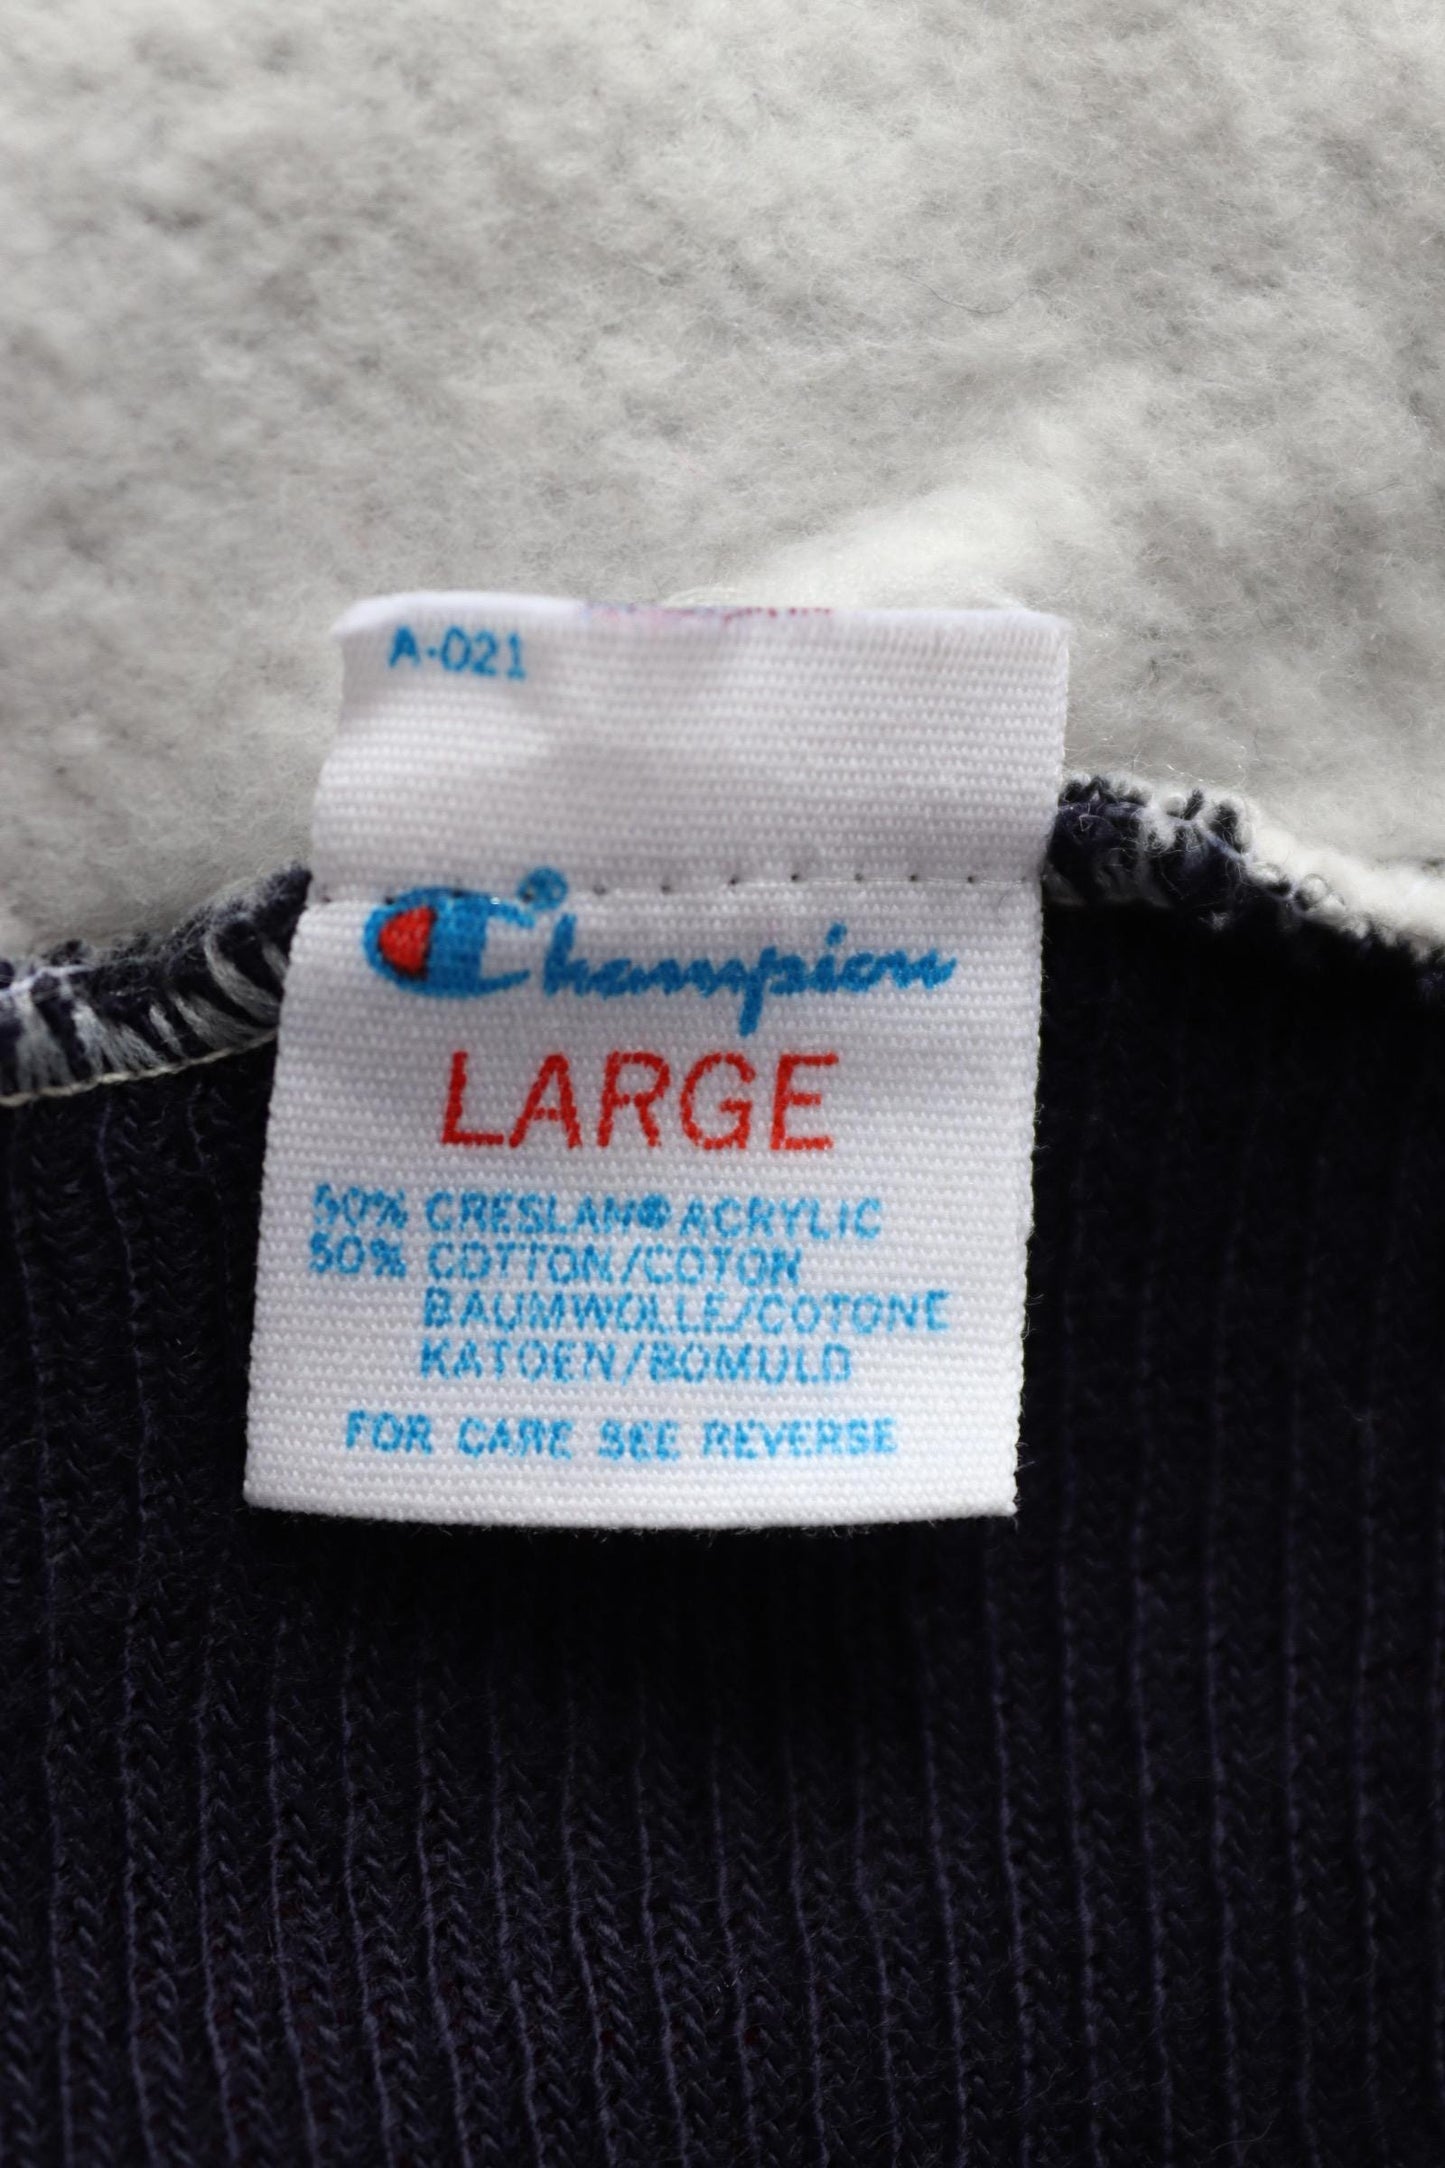 A-021
Champion®
LARGE
50% CRESLAN® ACRYLIC
50% COTTON/COTON
BAUMWOLLE/COTONE
KATOEN/BOMULD
FOR CARE SEE REVERSE